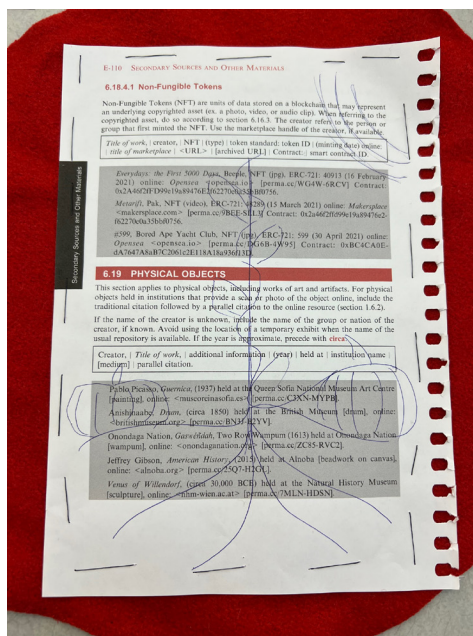 E-110 SECONDARY SOURCES AND OTHER MATERIALS
6.18.4.1 Non-Fungible Tokens
Non-Fungible Tokens (NFT) are units of data stored on a blockchain that may represent
an underlying copyrighted asset (ex. a photo, video, or audio clip). When referring to the
copyrighted asset, do so according to section 6.16.3. The creator refers to the person or
group that first minted the NFT. Use the marketplace handle of the creator, if available.
Title of work, | creator, | NFT | (type) | token standard: token ID | (minting date) online:
title of marketplace | <URL> | [archived URL] | Contract: | smart contract ID.
Everydays: the First 5000 Days, Beeple, NFT (jpg), ERC-721: 40913 (16 February
2021) online: Opensea <opensea.io> [perma.cc/WG4W-6RCV] Contract:
Metarift, Pak, NFT (video), ERC-721: 48289 (15 March 2021) online: Makersplace
<makersplace.com> Contract: 0x2a46f2ffd99e19a89476e2-
f62270e0a35bbf0756.
#599, Bored Ape Yacht Club, NFT (jpg), ERC-721: 599 (30 April 2021) online:
Opensea <opensea.io> Contract: 0xBC4CA0E-
Secondary Sources and Other Materials
6.19 PHYSICAL OBJECTS
This section applies to physical objects, including works of art and artifacts. For physical
objects held in institutions that provide a scan or photo of the object online, include the
traditional citation followed by a parallel citation to the online resource (section 1.6.2).
If the name of the creator is unknown, include the name of the group or nation of the
creator, if known. Avoid using the location of a temporary exhibit when the name of the
usual repository is available. If the year is approximate, precede with circa.
Creator, | Title of work, | additional information | (year) | held at | institution name |
[medium] | parallel citation.
Pablo Picasso, Guernica, (1937) held at the Queen Sofia National Museum Art Centre
[painting], online: <museoreinasofia.es> [perma.cc/C3XN-MYPB].
Anishinaabe, Drum, (circa 1850) held at the British Museum [drum], online:
<britishmuseum.org>
Onondaga Nation, Two Row Wampum (1613) held at Onondaga Nation
[wampum], online: <onondaganation.org> [perma.cc/ZC85-RVC2].
Jeffrey Gibson, American History, (2015) held at Alnoba [beadwork on canvas],
online: <alnoba.org>
Venus of Willendorf, (circa 30,000 BCE) held at the Natural History Museum
[sculpture], online: <nhm-wien.ac.at> [perma.cc/7MLN-HDSN].